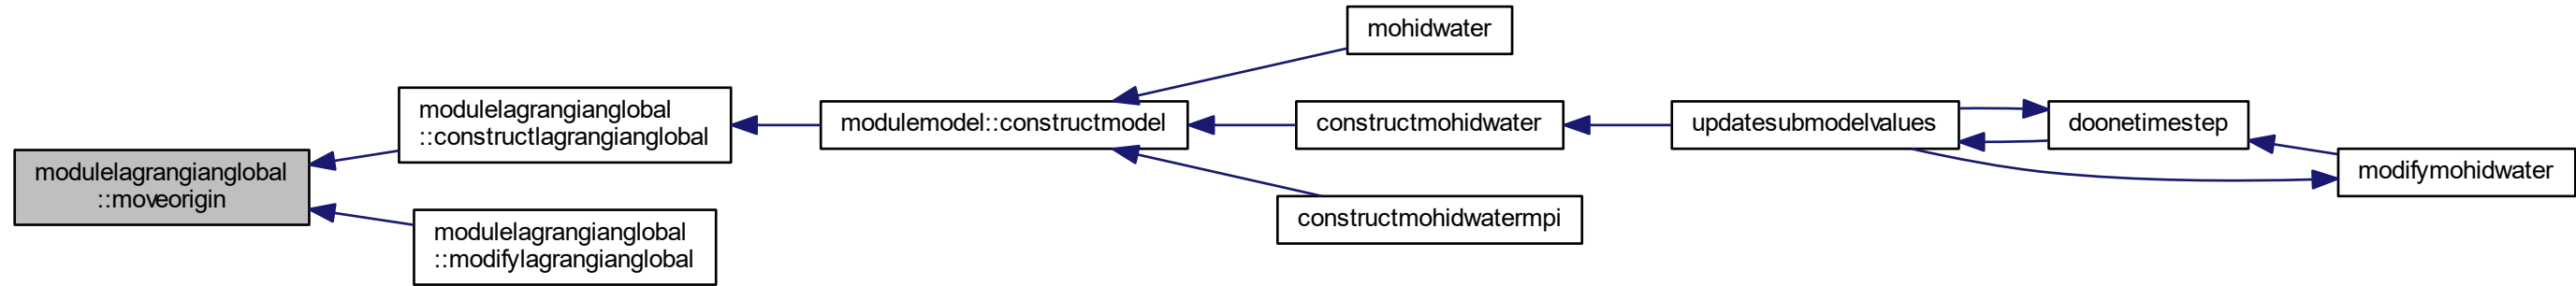 modulelagrangianglobal
::moveorigin
modulelagrangianglobal
::constructlagrangianglobal
modulelagrangianglobal
::modifylagrangianglobal
modulemodel::constructmodel
mohidwater
constructmohidwater
constructmohidwatermpi
updatesubmodelvalues
doonetimestep
modifymohidwater